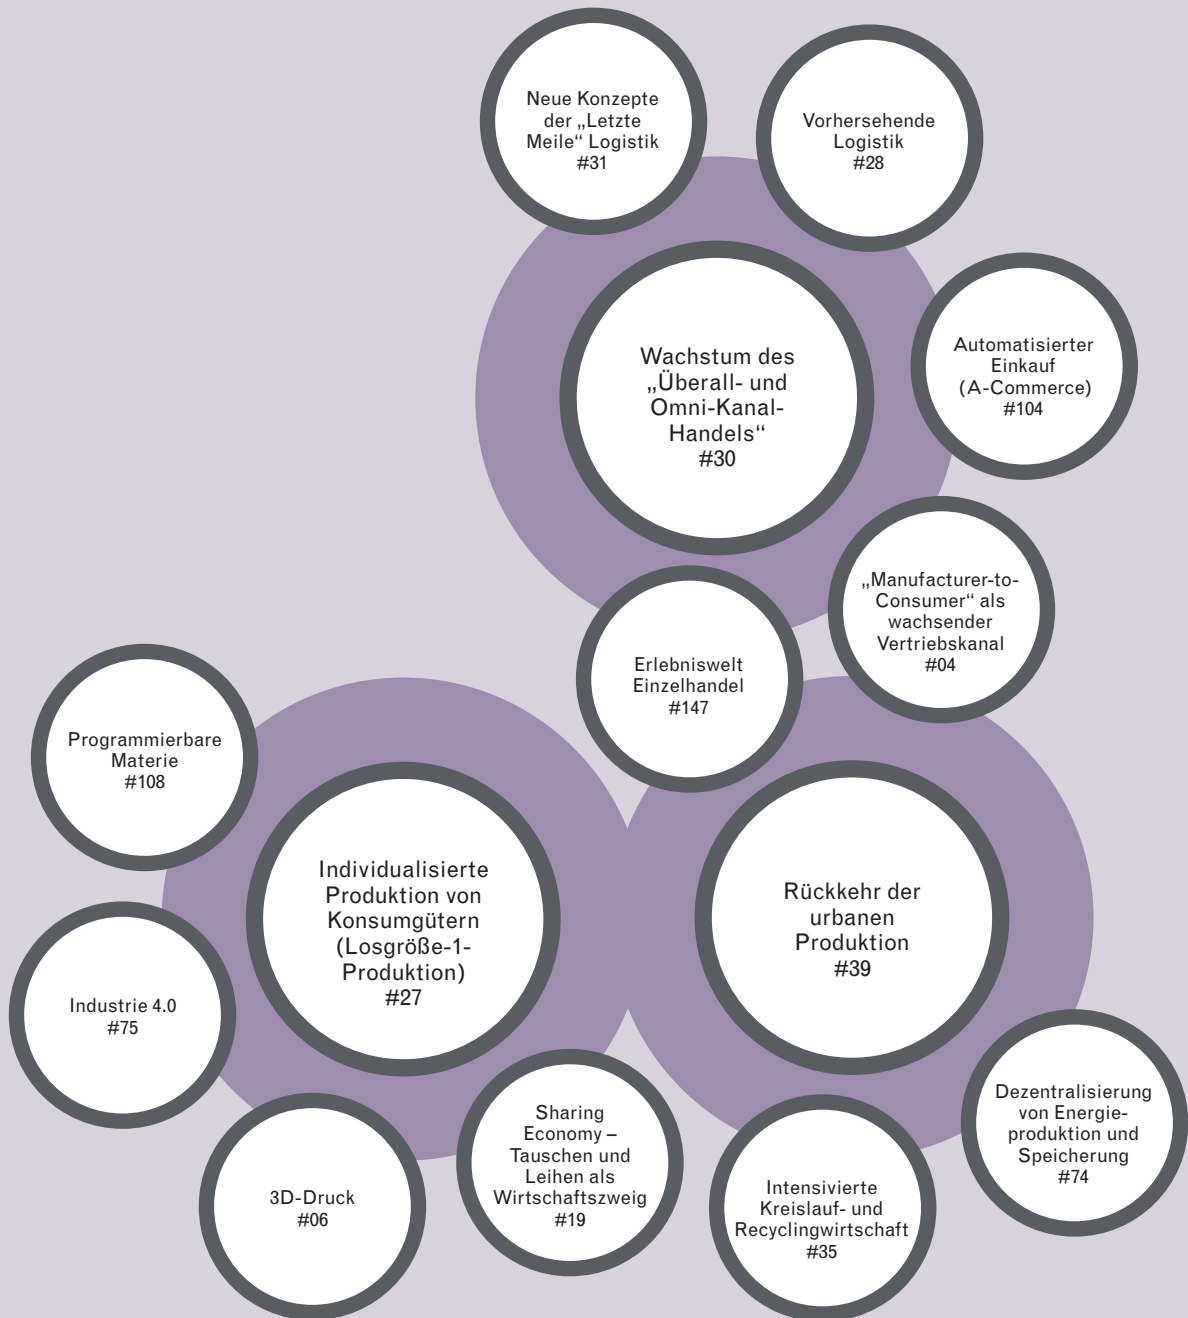 Neue Konzepte
der „Letzte
Meile“ Logistik
#31
Vorhersehende
Logistik
#28
Automatisierter
Einkauf
(A-Commerce)
#104
Wachstum des
„Überall- und
Omni-Kanal-
Handels“
#30
„Manufacturer-to-
Consumer“ als
wachsender
Vertriebskanal
#04
Erlebniswelt
Einzelhandel
#147
Programmierbare
Materie
#108
Individualisierte
Produktion von
Konsumgütern
(Losgröße-1-
Produktion)
#27
Rückkehr der
urbanen
Produktion
#39
Industrie 4.0
#75
3D-Druck
#06
Sharing
Economy –
Tauschen und
Leihen als
Wirtschaftszweig
#19
Intensivierte
Kreislauf- und
Recyclingwirtschaft
#35
Dezentralisierung
von Energie-
produktion und
Speicherung
#74